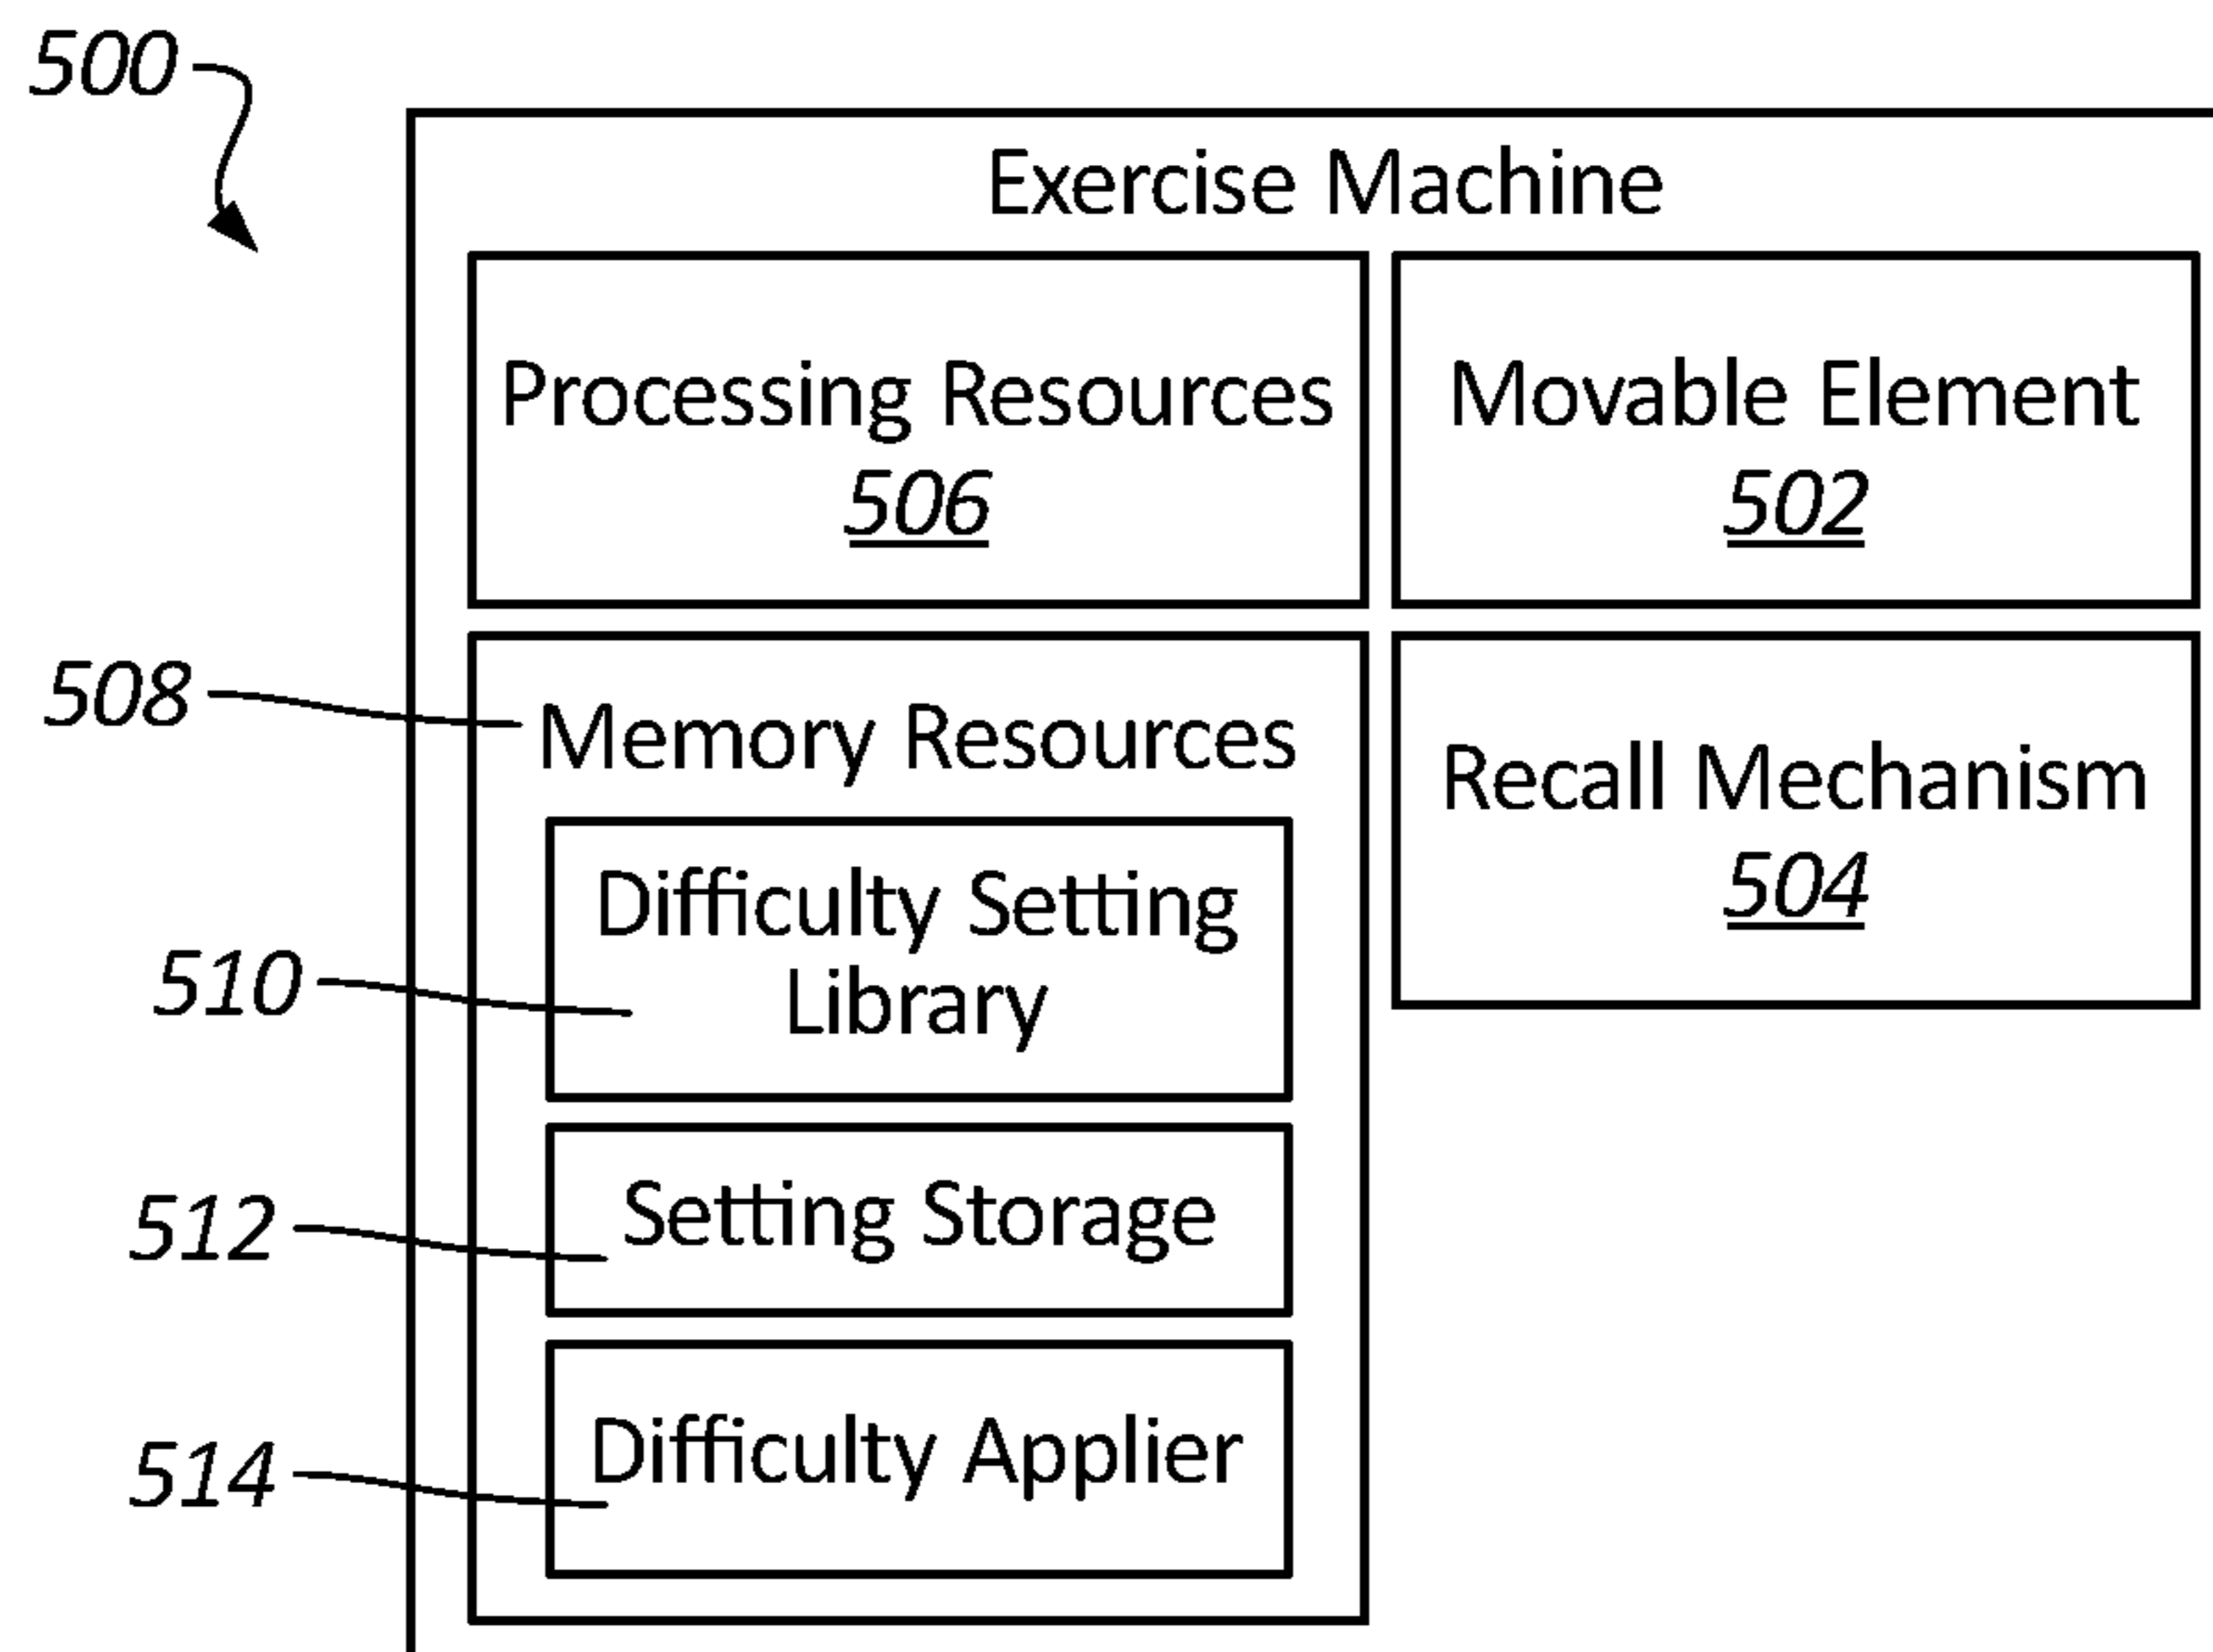 500
Exercise Machine
Processing Resources
506
Movable Element
502
508
Memory Resources
Recall Mechanism
504
510
Difficulty Setting
Library
512
Setting Storage
514
Difficulty Applier